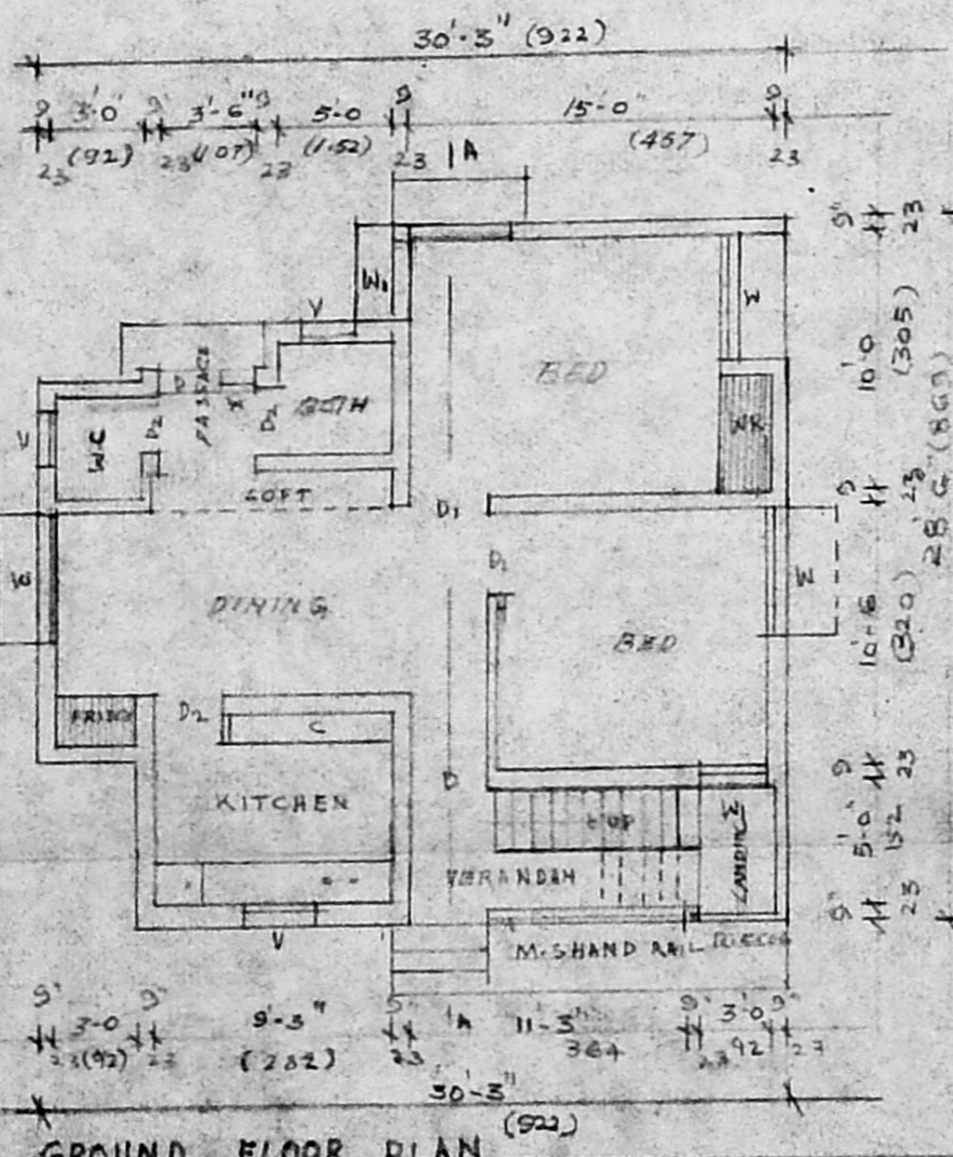 30'-3" (922)
9" 3'-0" 9" 3'-6" 9" 5'-0 9 15'-0" 9
23 (92) 23 (107) 23 (1.52) 23 (457) 23
A
9" 23
W1
W
V
10'0 (305)
BED
PASSAGE
D
X
D2
BATH
WR
V
W.C
D2
LOFT
D1
9 23
28' 6" (869)
D1
W
W
DINING
BED
10'-6 (320)
FRIDGE
D2
C
KITCHEN
D
9 23
UP
W
LANDING
5'-0" 152
VERANDAH
9" 23
V
M.S HAND RAIL
9" 3'-0 9" 9'-3" 9" A 11'-3" 9" 3'-0 9"
23 (92) 23 (282) 23 364 23 92 23
30'-3"
(922)
GROUND FLOOR PLAN